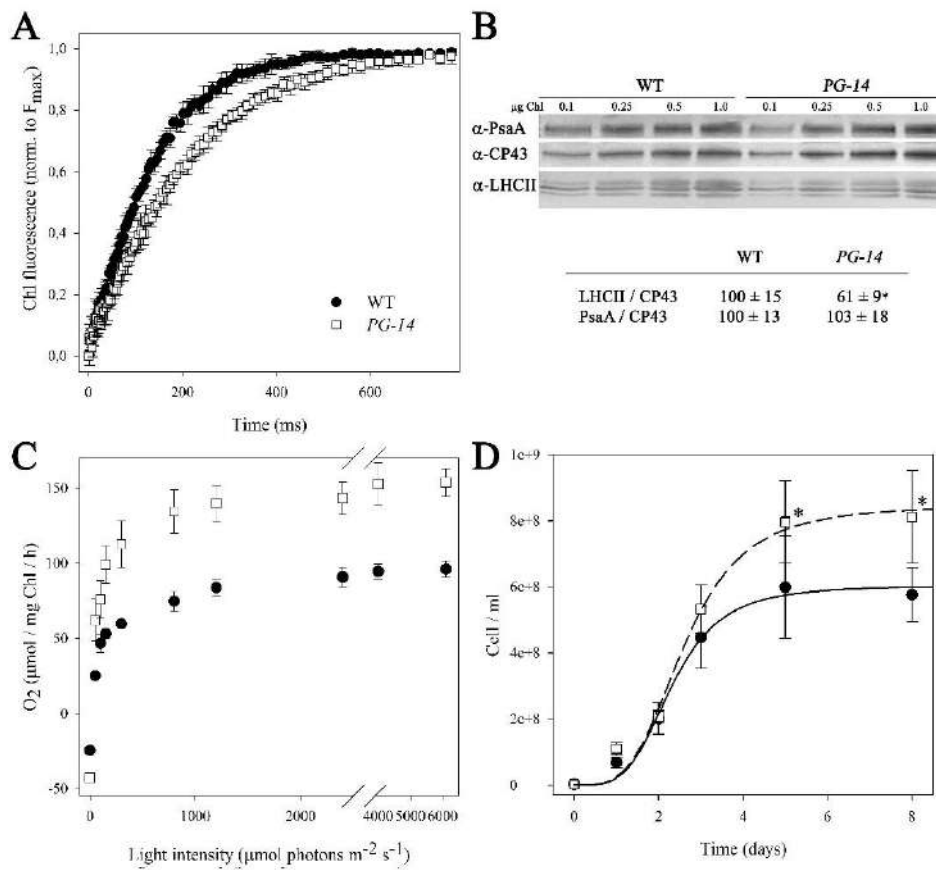 A
1,0
0,8
0,6
0,4
0,2
0,0
Chl fluorescence (norm. to Fmax)
WT
PG-14
0 200 400 600
Time (ms)
B
WT PG-14
µg Chl 0.1 0.25 0.5 1.0 0.1 0.25 0.5 1.0
α-PsaA
α-CP43
α-LHCII
WT PG-14
LHCII / CP43 100 ± 15 61 ± 9*
PsaA / CP43 100 ± 13 103 ± 18
C
150
100
50
0
-50
O2 (µmol / mg Chl / h)
0 1000 2000 4000 5000 6000
Light intensity (µmol photons m-2 s-1)
D
1e+9
8e+8
6e+8
4e+8
2e+8
0
Cell / ml
* *
0 2 4 6 8
Time (days)